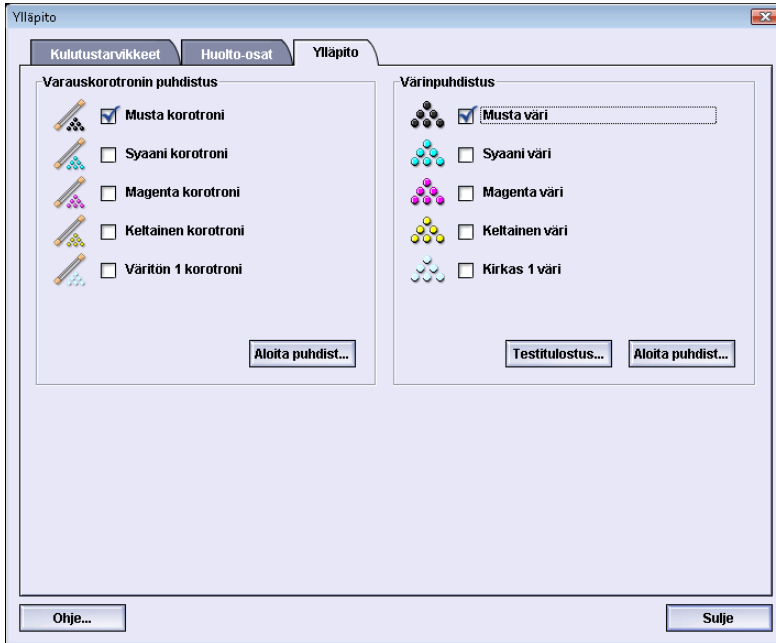 Ylläpito
Kulutustarvikkeet
Huolto-osat
Ylläpito
Varauskorotronin puhdistus
Musta korotroni
Syaani korotroni
Magenta korotroni
Keltainen korotroni
Väritön 1 korotroni
Aloita puhdist...
Värinpuhdistus
Musta väri
Syaani väri
Magenta väri
Keltainen väri
Kirkas 1 väri
Testitulostus...
Aloita puhdist...
Ohje...
Sulje